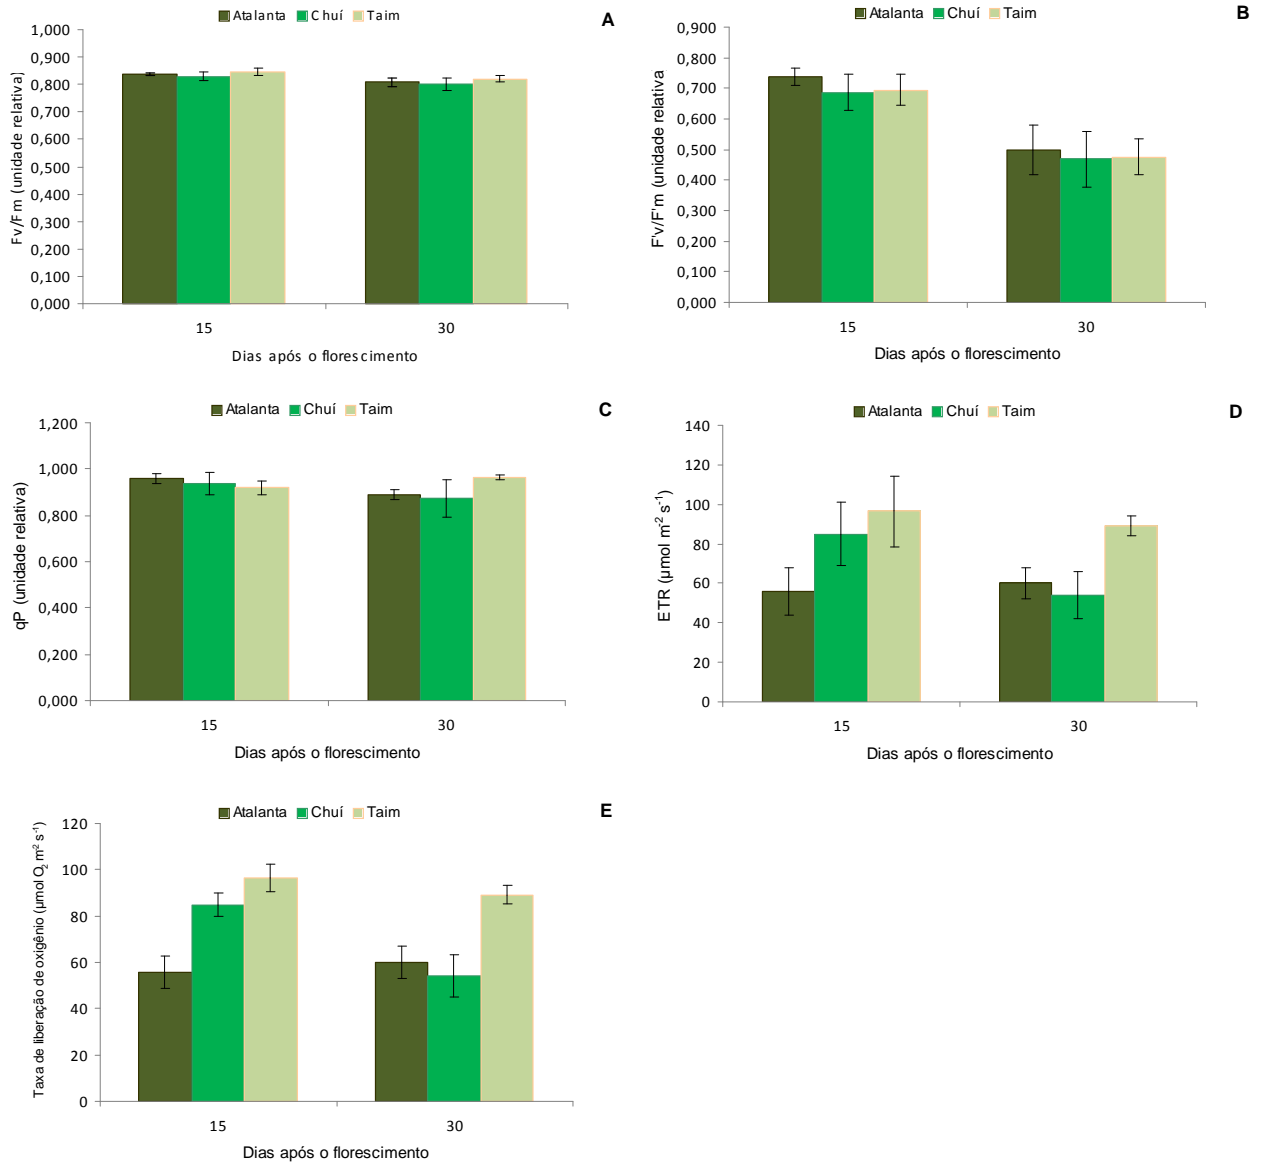 Atalanta Chuí Taim
A
1,000
0,900
0,800
0,700
0,600
0,500
0,400
0,300
0,200
0,100
0,000
Fv/Fm (unidade relativa)
15 30
Dias após o florescimento
Atalanta Chuí Taim
B
0,900
0,800
0,700
0,600
0,500
0,400
0,300
0,200
0,100
0,000
F'v/F'm (unidade relativa
15 30
Dias após o florescimento
Atalanta Chuí Taim
C
1,200
1,000
0,800
0,600
0,400
0,200
0,000
qP (unidade relativa)
15 30
Dias após o florescimento
Atalanta Chuí Taim
D
140
120
100
80
60
40
20
0
ETR (µmol m⁻² s⁻¹)
15 30
Dias após o florescimento
Atalanta Chuí Taim
E
120
100
80
60
40
20
0
Taxa de liberação de oxigênio (µmol O₂ m⁻² s⁻¹)
15 30
Dias após o florescimento